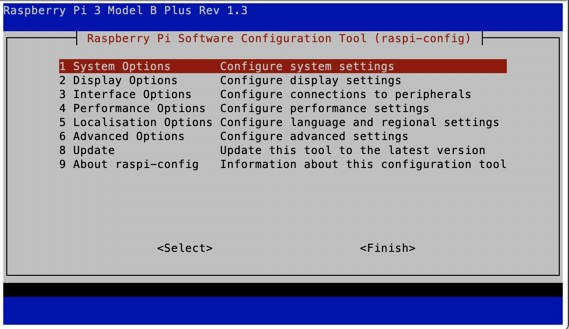 Raspberry Pi 3 Model B Plus Rev 1.3
Raspberry Pi Software Configuration Tool (raspi-config)
1 System Options Configure system settings
2 Display Options Configure display settings
3 Interface Options Configure connections to peripherals
4 Performance Options Configure performance settings
5 Localisation Options Configure language and regional settings
6 Advanced Options Configure advanced settings
8 Update Update this tool to the latest version
9 About raspi-config Information about this configuration tool
<Select> <Finish>